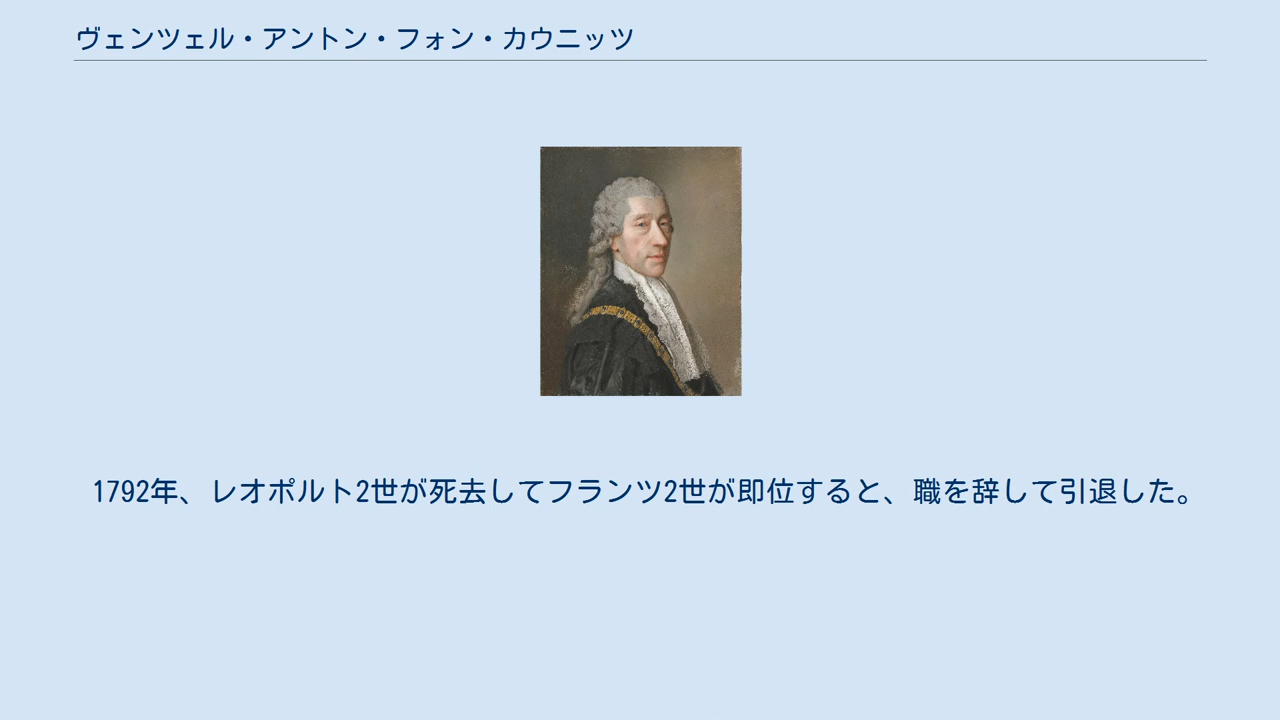 ヴェンツェル・アントン・フォン・カウニッツ
1792年、レオポルト2世が死去してフランツ2世が即位すると、職を辞して引退した。